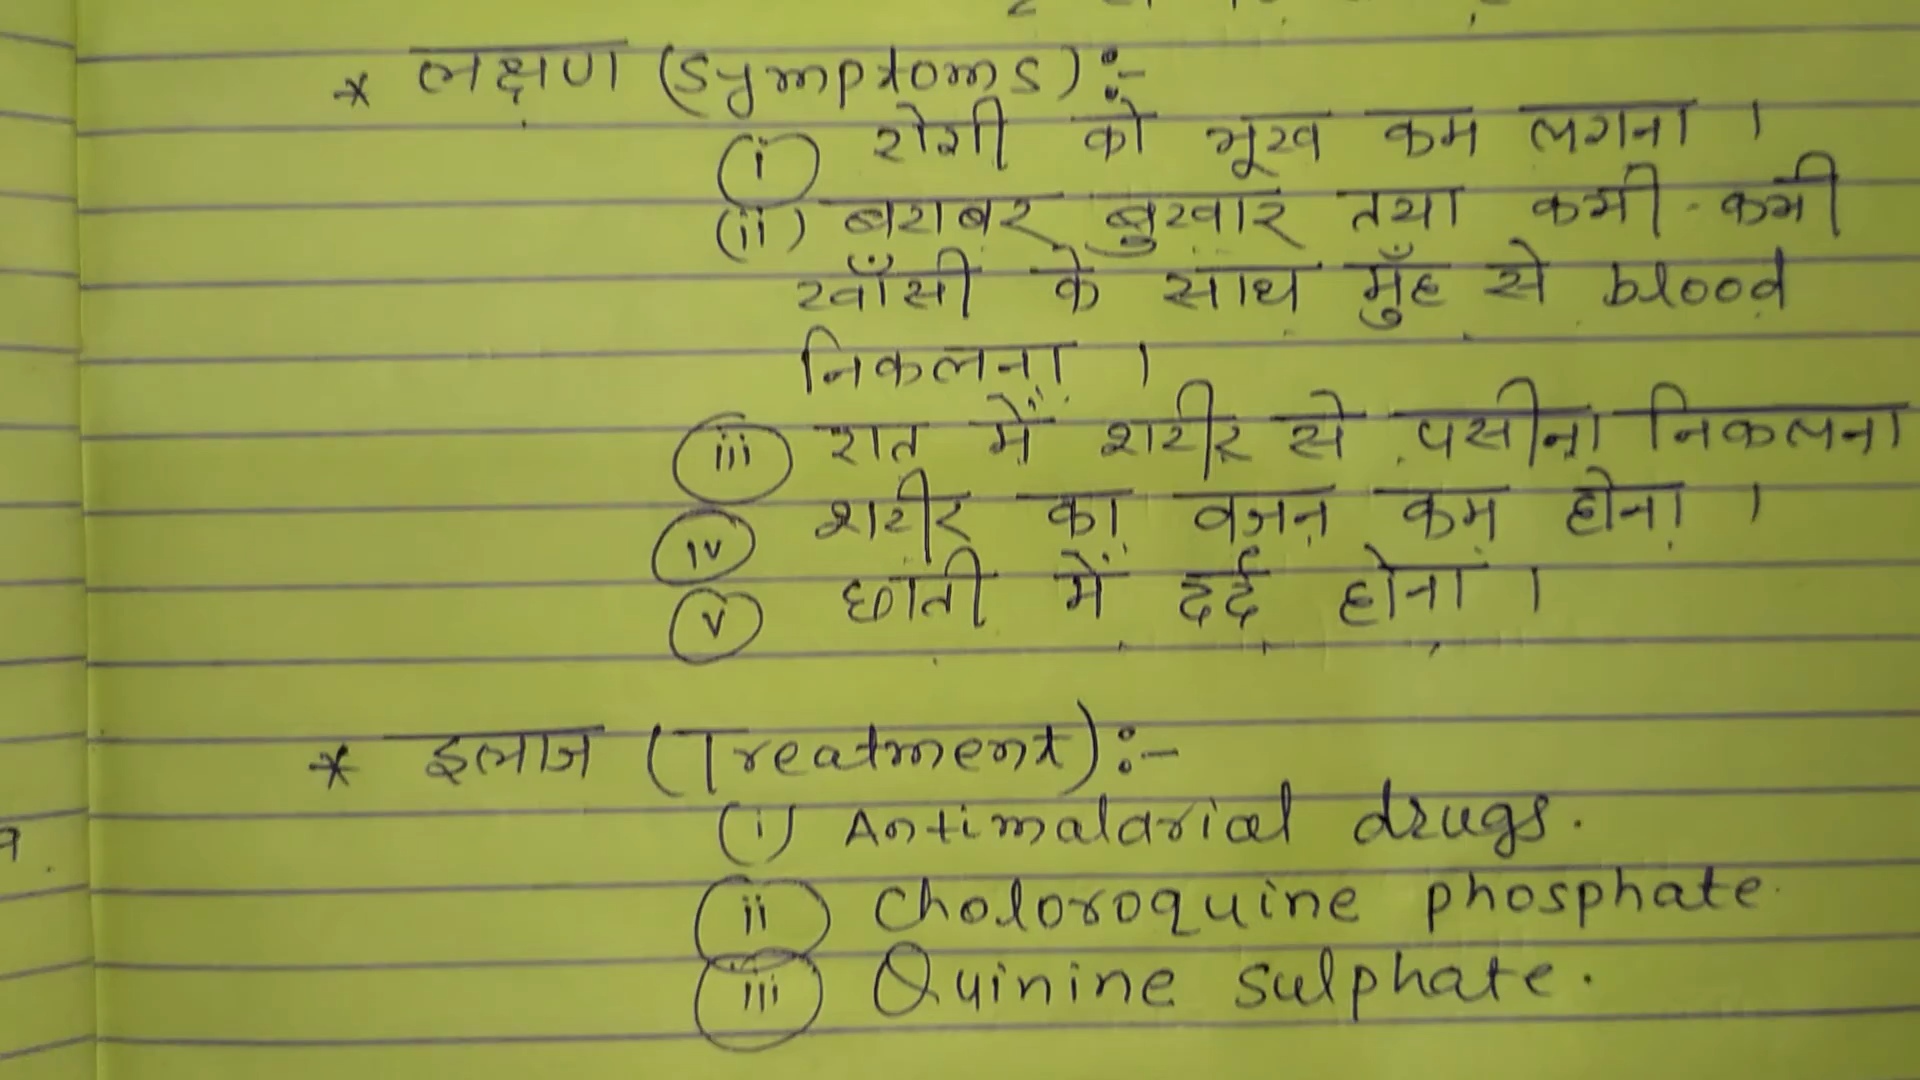 * लक्षण (Symptoms) :-
(i) रोगी को भूख कम लगना ।
(ii) बराबर बुखार तथा कभी-कभी
खाँसी के साथ मुँह से blood
निकलना ।
(iii) रात में शरीर से पसीना निकलना
(iv) शरीर का वजन कम होना ।
(v) छाती में दर्द होना ।
* इलाज (Treatment) :-
(i) Antimalarial drugs.
(ii) Choloroquine phosphate.
(iii) Quinine sulphate.